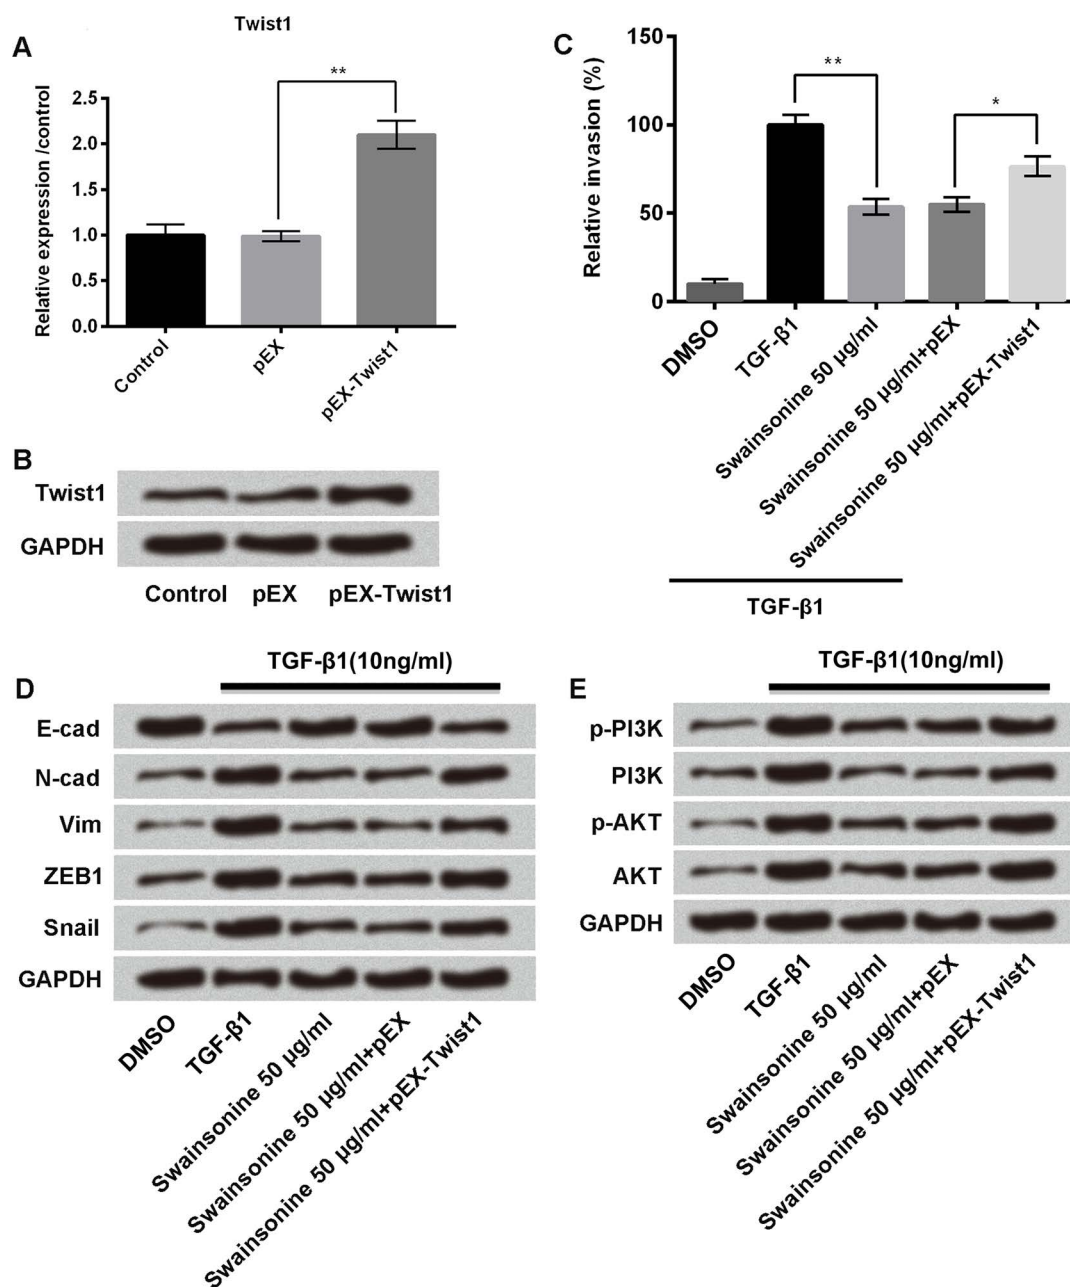 Twist1
A
Relative expression /control
2.5
2.0
1.5
1.0
0.5
0.0
**
Control
pEX
pEX-Twist1
C
Relative invasion (%)
150
100
50
0
**
*
DMSO
TGF-β1
Swainsonine 50 μg/ml
Swainsonine 50 μg/ml+pEX
Swainsonine 50 μg/ml+pEX-Twist1
TGF-β1
B
Twist1
GAPDH
Control pEX pEX-Twist1
D
TGF-β1(10ng/ml)
E-cad
N-cad
Vim
ZEB1
Snail
GAPDH
DMSO
TGF-β1
Swainsonine 50 μg/ml
Swainsonine 50 μg/ml+pEX
Swainsonine 50 μg/ml+pEX-Twist1
E
TGF-β1(10ng/ml)
p-PI3K
PI3K
p-AKT
AKT
GAPDH
DMSO
TGF-β1
Swainsonine 50 μg/ml
Swainsonine 50 μg/ml+pEX
Swainsonine 50 μg/ml+pEX-Twist1